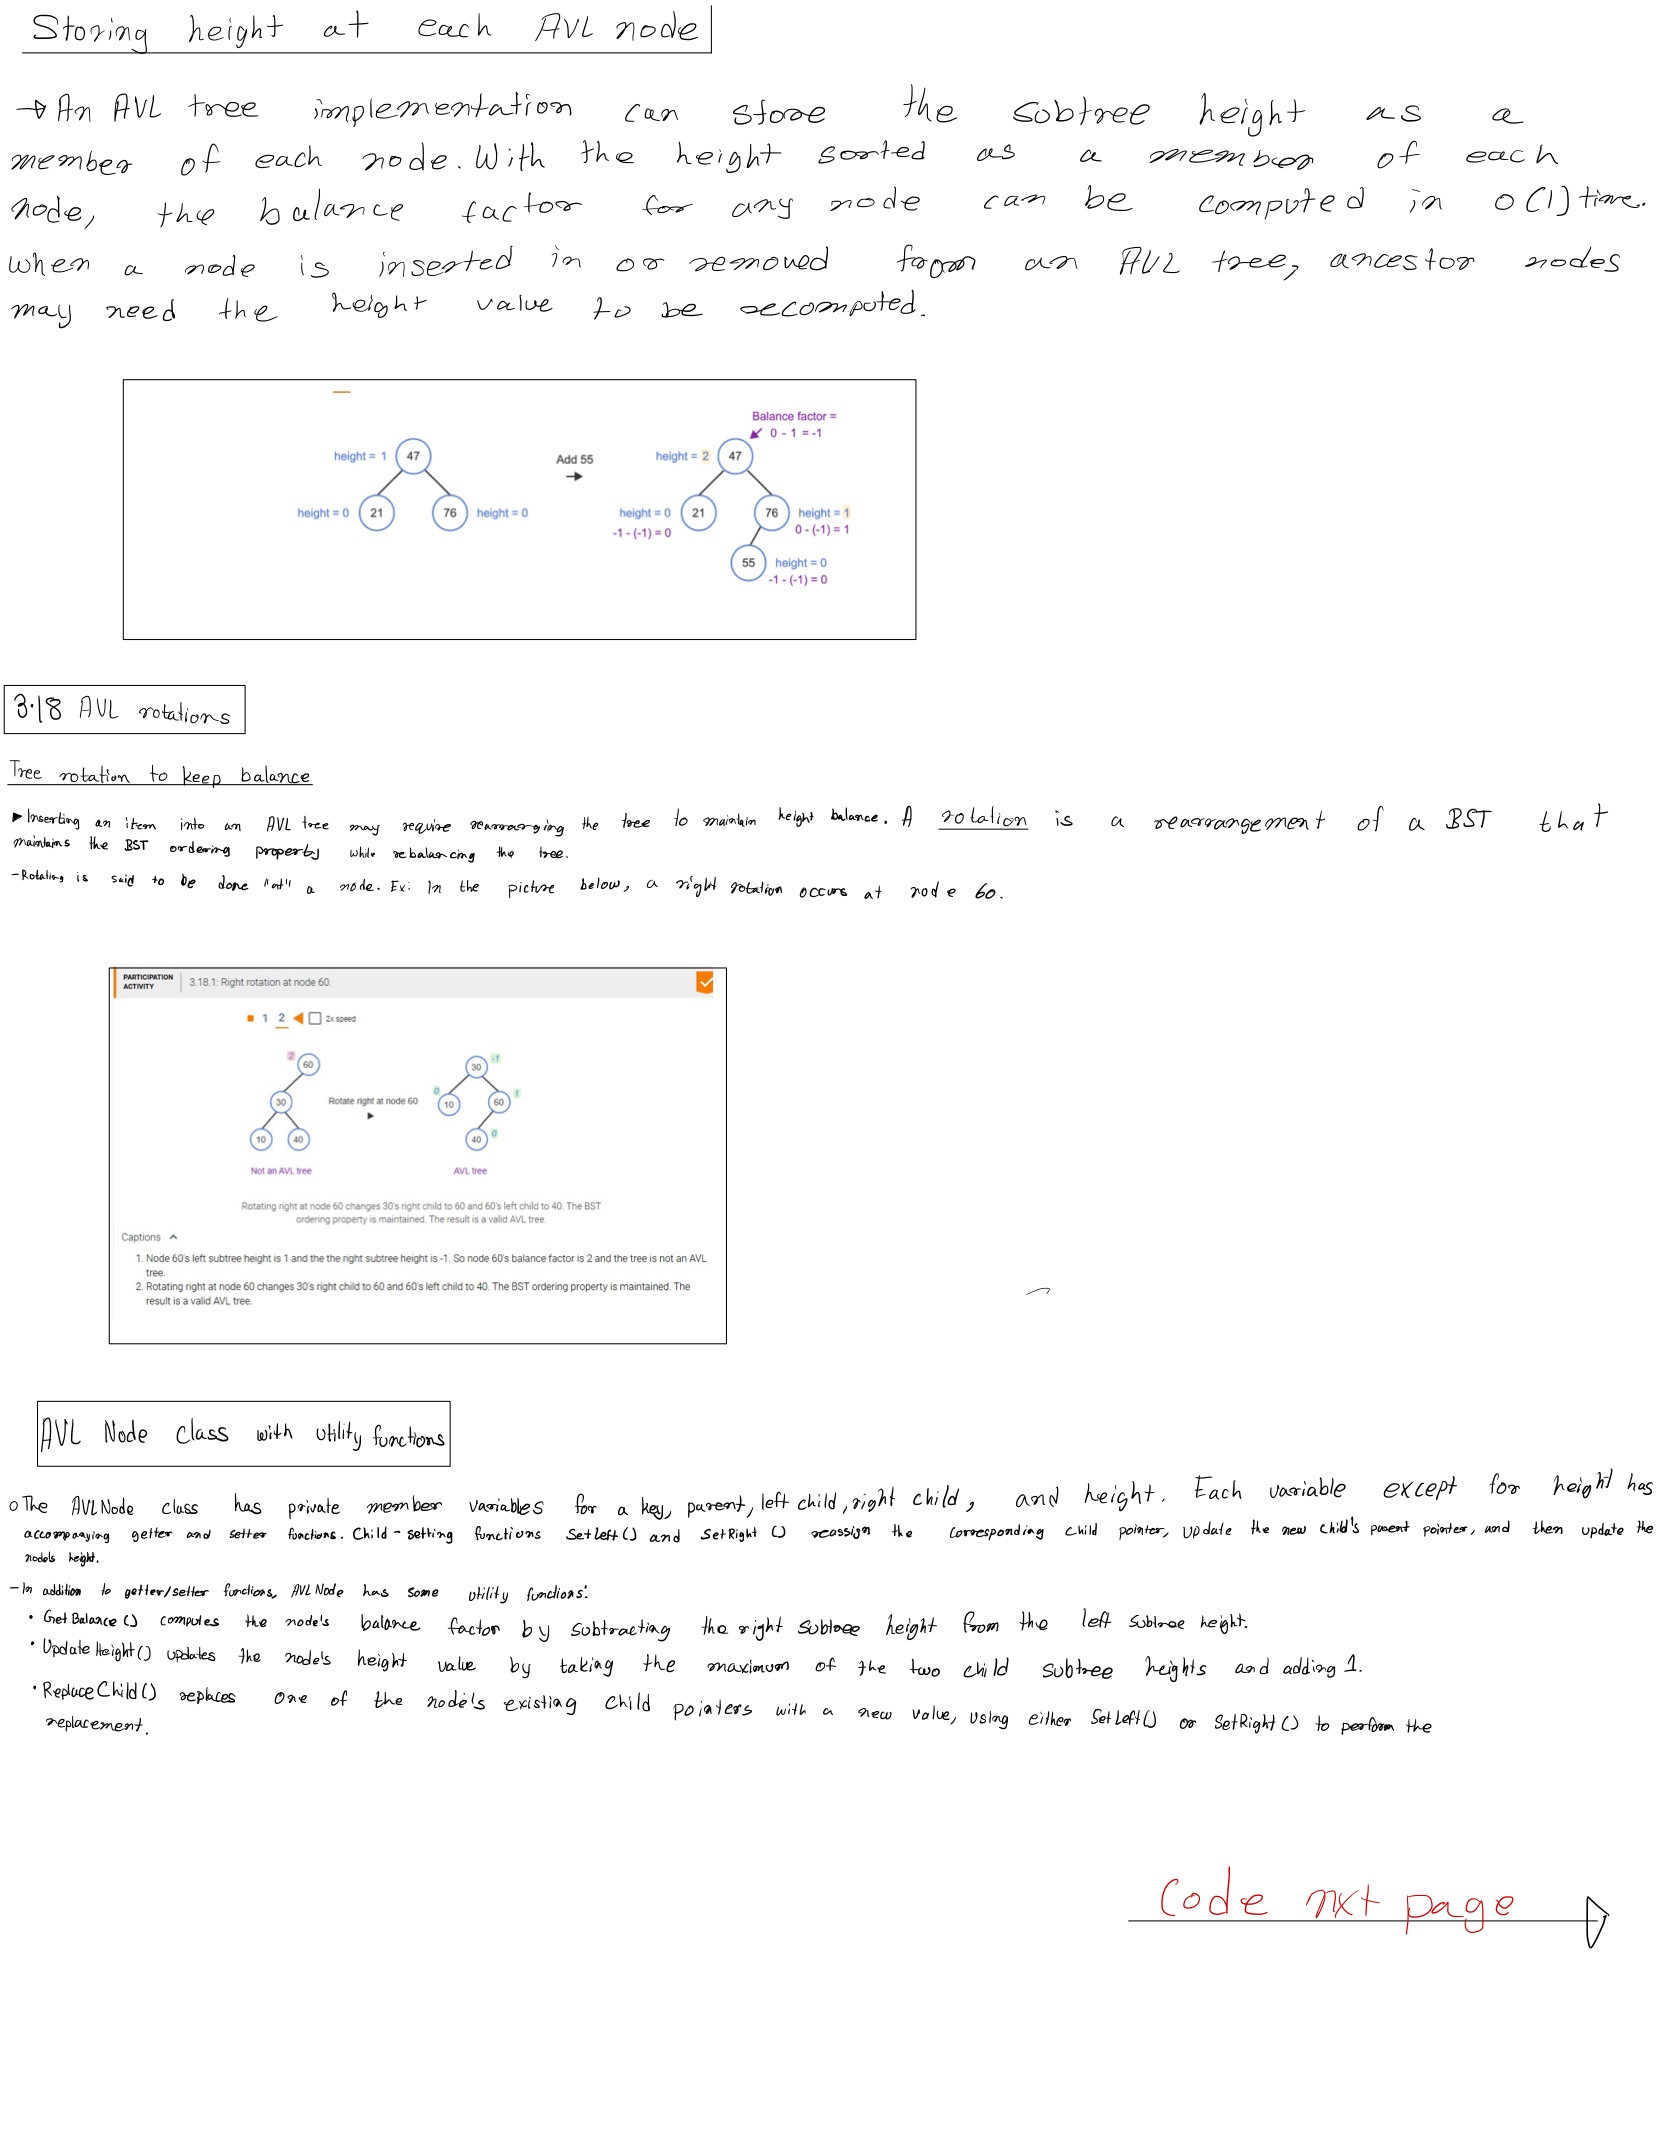 Storing height at each AVL node
→ An AVL tree implementation can store the subtree height as a
member of each node. With the height sorted as a member of each
node, the balance factor for any node can be computed in O(1) time.
When a node is inserted in or removed from an AVL tree, ancestor nodes
may need the height value to be recomputed.
Balance factor =
0 - 1 = -1
height = 1 47 Add 55 → height = 2 47
height = 0 21 76 height = 0 height = 0 21 76 height = 1
-1 - (-1) = 0 0 - (-1) = 1
55 height = 0
-1 - (-1) = 0
3.18 AVL rotations
Tree rotation to keep balance
▶ Inserting an item into an AVL tree may require rearranging the tree to maintain height balance. A rotation is a rearrangement of a BST that
maintains the BST ordering property while rebalancing the tree.
- Rotating is said to be done "at" a node. Ex: In the picture below, a right rotation occurs at node 60.
PARTICIPATION
ACTIVITY
3.18.1: Right rotation at node 60.
1 2 2x speed
2 60 30 -1
30 Rotate right at node 60 0 10 60 1
10 40 40 0
Not an AVL tree AVL tree
Rotating right at node 60 changes 30's right child to 60 and 60's left child to 40. The BST
ordering property is maintained. The result is a valid AVL tree.
Captions
1. Node 60's left subtree height is 1 and the the right subtree height is -1. So node 60's balance factor is 2 and the tree is not an AVL
tree.
2. Rotating right at node 60 changes 30's right child to 60 and 60's left child to 40. The BST ordering property is maintained. The
result is a valid AVL tree.
AVL Node class with utility functions
o The AVLNode class has private member variables for a key, parent, left child, right child, and height. Each variable except for height has
accompanying getter and setter functions. Child-setting functions SetLeft() and SetRight() reassign the corresponding child pointer, update the new child's parent pointer, and then update the
node's height.
- In addition to getter/setter functions, AVLNode has some utility functions:
• GetBalance() computes the node's balance factor by subtracting the right subtree height from the left subtree height.
• UpdateHeight() updates the node's height value by taking the maximum of the two child subtree heights and adding 1.
• ReplaceChild() replaces one of the node's existing child pointers with a new value, using either SetLeft() or SetRight() to perform the
replacement.
Code nxt page